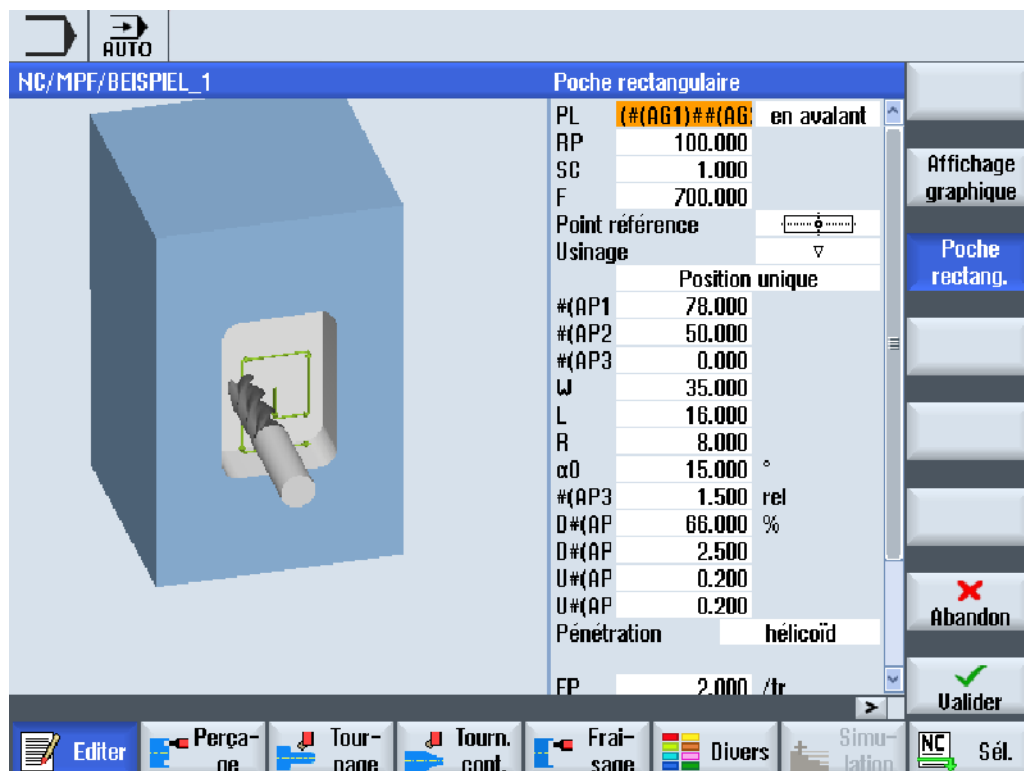 AUTO
NC/MPF/BEISPIEL_1
Poche rectangulaire
PL (#(AG1)##(AG: en avalant
RP 100.000
SC 1.000
F 700.000
Point référence
Usinage ▽
Position unique
#(AP1 78.000
#(AP2 50.000
#(AP3 0.000
W 35.000
L 16.000
R 8.000
α0 15.000 °
#(AP3 1.500 rel
D#(AP 66.000 %
D#(AP 2.500
U#(AP 0.200
U#(AP 0.200
Pénétration hélicoïd
EP 2.000 /tr
Affichage
graphique
Poche
rectang.
Abandon
Valider
Editer
Perça-
ge
Tour-
nage
Tourn.
cont.
Frai-
sage
Divers
Simu-
lation
NC Sél.